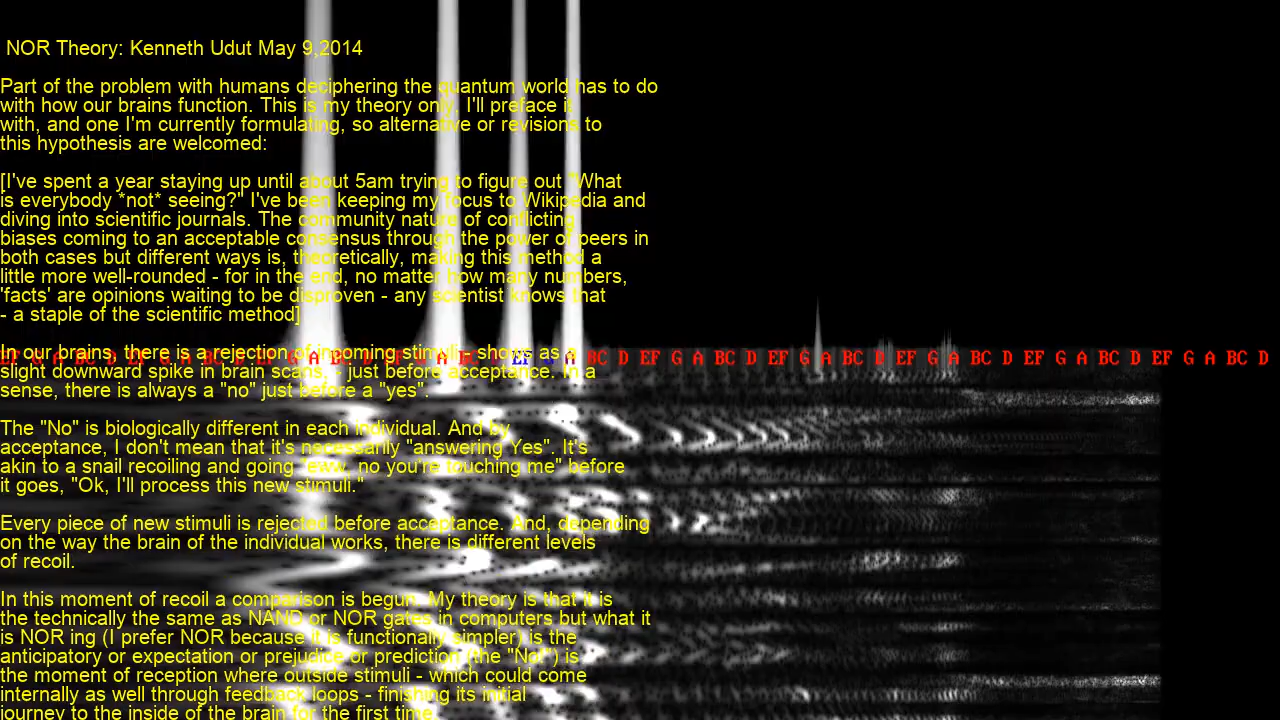 NOR Theory: Kenneth Udut May 9,2014
Part of the problem with humans deciphering the quantum world has to do
with how our brains function. This is my theory only, I'll preface it
with, and one I'm currently formulating, so alternative or revisions to
this hypothesis are welcomed:
[I've spent a year staying up until about 5am trying to figure out "What
is everybody *not* seeing?" I've been keeping my focus to Wikipedia and
diving into scientific journals. The community nature of conflicting
biases coming to an acceptable consensus through the power of peers in
both cases but different ways is, theoretically, making this method a
little more well-rounded - for in the end, no matter how many numbers,
'facts' are opinions waiting to be disproven - any scientist knows that
- a staple of the scientific method]
In our brains, there is a rejection of incoming stimuli - shows as a
EF G A BC D EF G A BC D EF G A BC D EF G A BC D EF G A BC D EF G A BC D EF G A BC D EF G A BC D EF G A BC D
slight downward spike in brain scans, - just before acceptance. In a
sense, there is always a "no" just before a "yes".
The "No" is biologically different in each individual. And by
acceptance, I don't mean that it's necessarily "answering Yes". It's
akin to a snail recoiling and going "eww, no you're touching me" before
it goes, "Ok, I'll process this new stimuli."
Every piece of new stimuli is rejected before acceptance. And, depending
on the way the brain of the individual works, there is different levels
of recoil.
In this moment of recoil a comparison is begun. My theory is that it is
the technically the same as NAND or NOR gates in computers but what it
is NOR ing (I prefer NOR because it is functionally simpler) is the
anticipatory or expectation or prejudice or prediction (the "No!") is
the moment of reception where outside stimuli - which could come
internally as well through feedback loops - finishing its initial
journey to the inside of the brain for the first time.